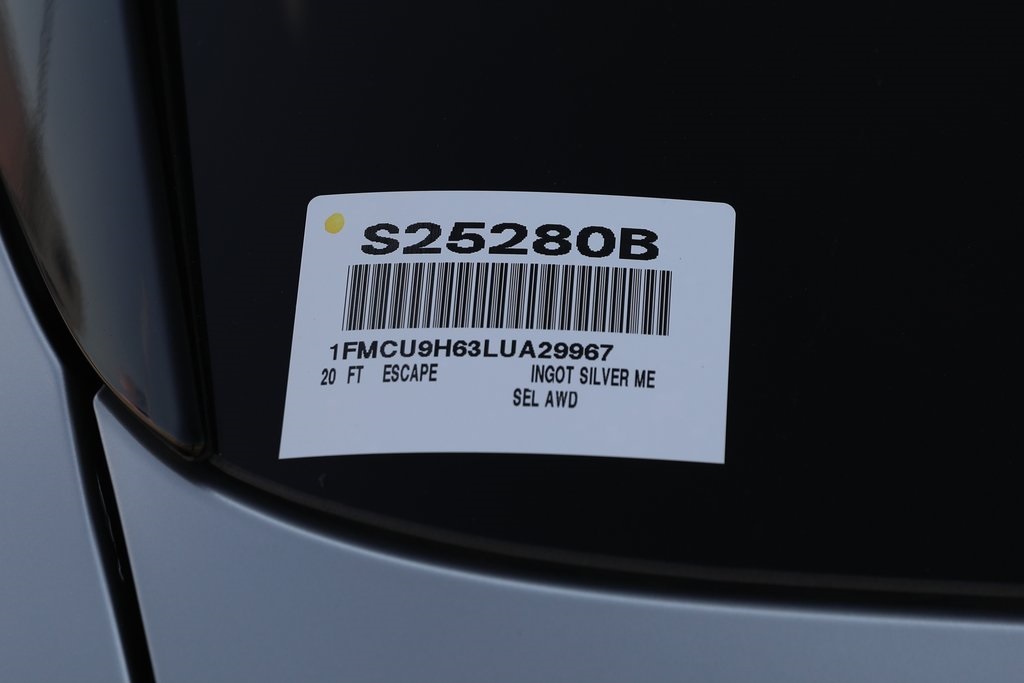 S25280B
1FMCU9H63LUA29967
20 FT ESCAPE INGOT SILVER ME
SEL AWD